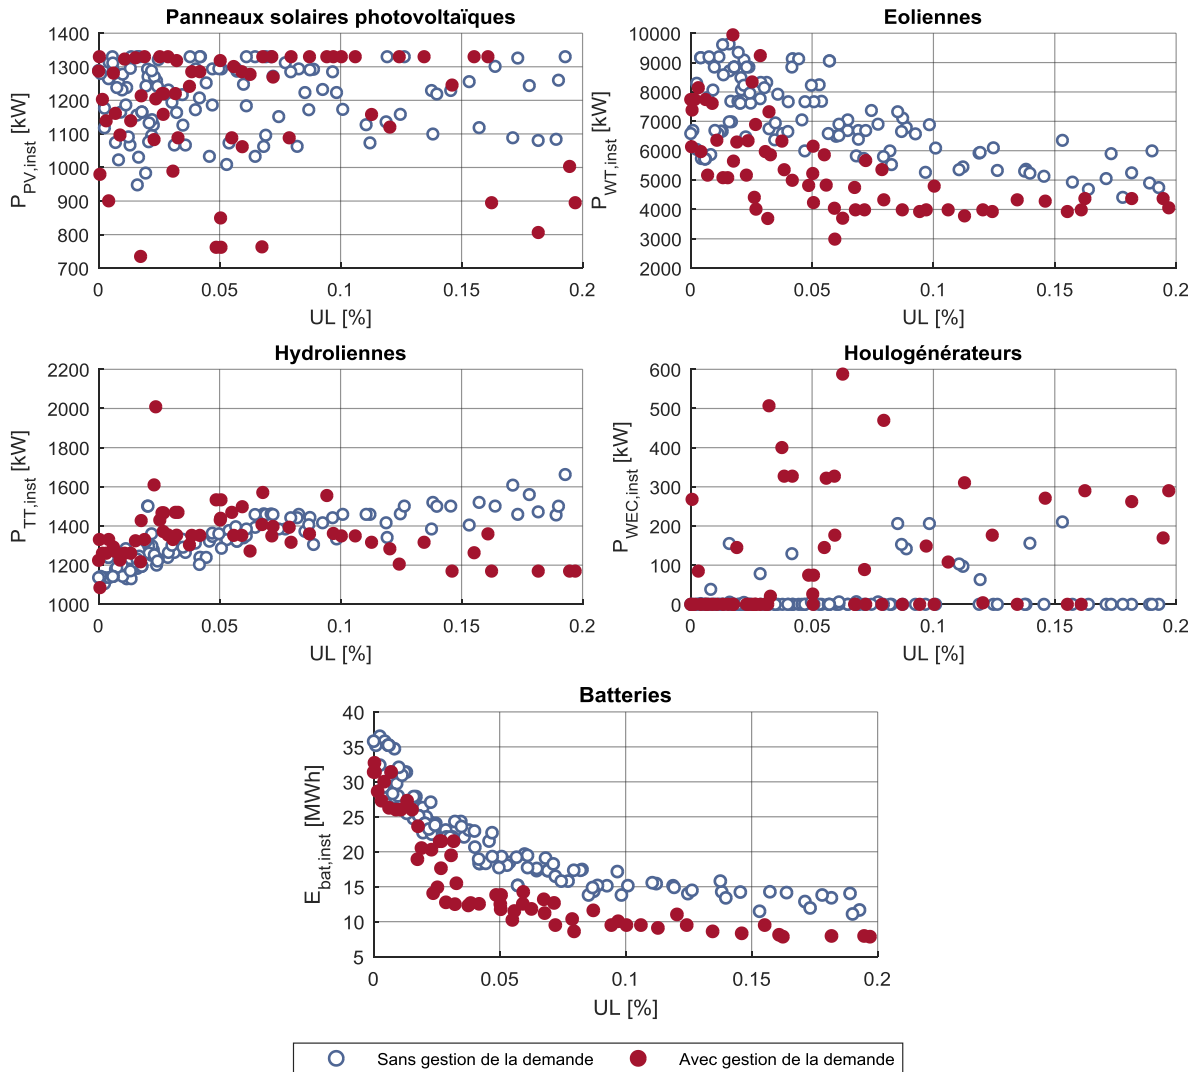 Panneaux solaires photovoltaïques
1400
1300
1200
1100
1000
900
800
700
P_PV,inst [kW]
0 0.05 0.1 0.15 0.2
UL [%]
Eoliennes
10000
9000
8000
7000
6000
5000
4000
3000
2000
P_WT,inst [kW]
0 0.05 0.1 0.15 0.2
UL [%]
Hydroliennes
2200
2000
1800
1600
1400
1200
1000
P_TT,inst [kW]
0 0.05 0.1 0.15 0.2
UL [%]
Houlogénérateurs
600
500
400
300
200
100
0
P_WEC,inst [kW]
0 0.05 0.1 0.15 0.2
UL [%]
Batteries
40
35
30
25
20
15
10
5
E_bat,inst [MWh]
0 0.05 0.1 0.15 0.2
UL [%]
Sans gestion de la demande
Avec gestion de la demande